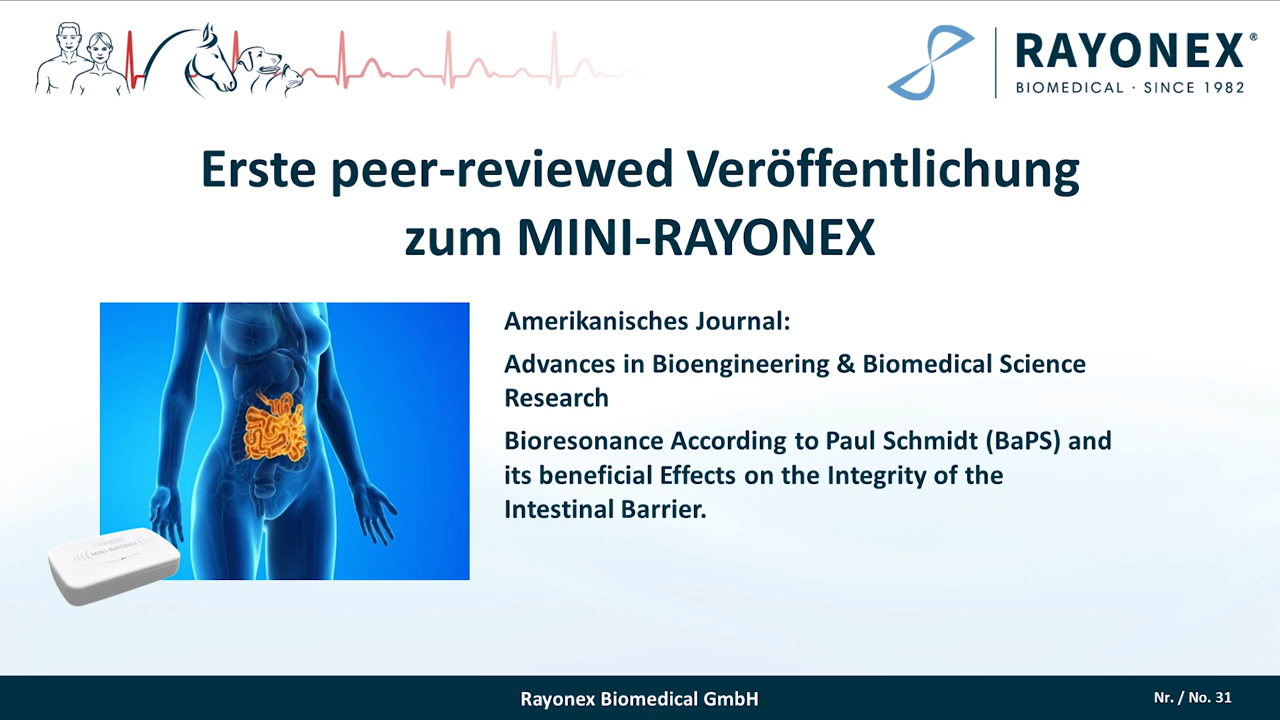 RAYONEX®
BIOMEDICAL · SINCE 1982
Erste peer-reviewed Veröffentlichung
zum MINI-RAYONEX
Amerikanisches Journal:
Advances in Bioengineering & Biomedical Science
Research
Bioresonance According to Paul Schmidt (BaPS) and
its beneficial Effects on the Integrity of the
Intestinal Barrier.
MINI-RAYONEX
Rayonex Biomedical GmbH
Nr. / No. 31